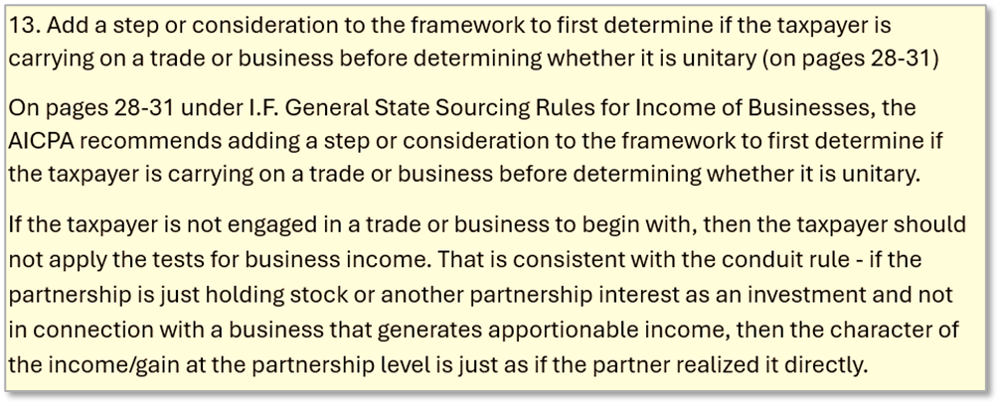 13. Add a step or consideration to the framework to first determine if the taxpayer is
carrying on a trade or business before determining whether it is unitary (on pages 28-31)
On pages 28-31 under I.F. General State Sourcing Rules for Income of Businesses, the
AICPA recommends adding a step or consideration to the framework to first determine if
the taxpayer is carrying on a trade or business before determining whether it is unitary.
If the taxpayer is not engaged in a trade or business to begin with, then the taxpayer should
not apply the tests for business income. That is consistent with the conduit rule - if the
partnership is just holding stock or another partnership interest as an investment and not
in connection with a business that generates apportionable income, then the character of
the income/gain at the partnership level is just as if the partner realized it directly.